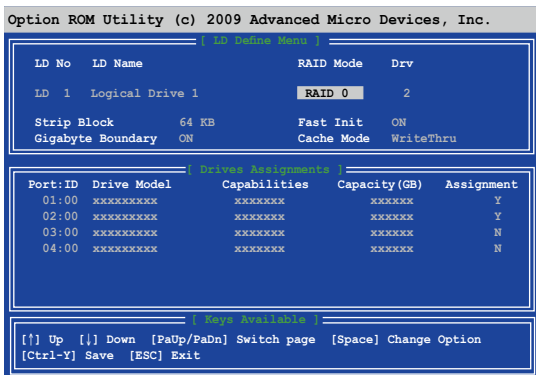 Option ROM Utility (c) 2009 Advanced Micro Devices, Inc.
[ LD Define Menu ]
LD No LD Name RAID Mode Drv
LD 1 Logical Drive 1 RAID 0 2
Strip Block 64 KB Fast Init ON
Gigabyte Boundary ON Cache Mode WriteThru
[ Drives Assignments ]
Port:ID Drive Model Capabilities Capacity(GB) Assignment
01:00 xxxxxxxxx xxxxxxx xxxxxx Y
02:00 xxxxxxxxx xxxxxxx xxxxxx Y
03:00 xxxxxxxxx xxxxxxx xxxxxx N
04:00 xxxxxxxxx xxxxxxx xxxxxx N
[ Keys Available ]
[↑] Up [↓] Down [PaUp/PaDn] Switch page [Space] Change Option
[Ctrl-Y] Save [ESC] Exit